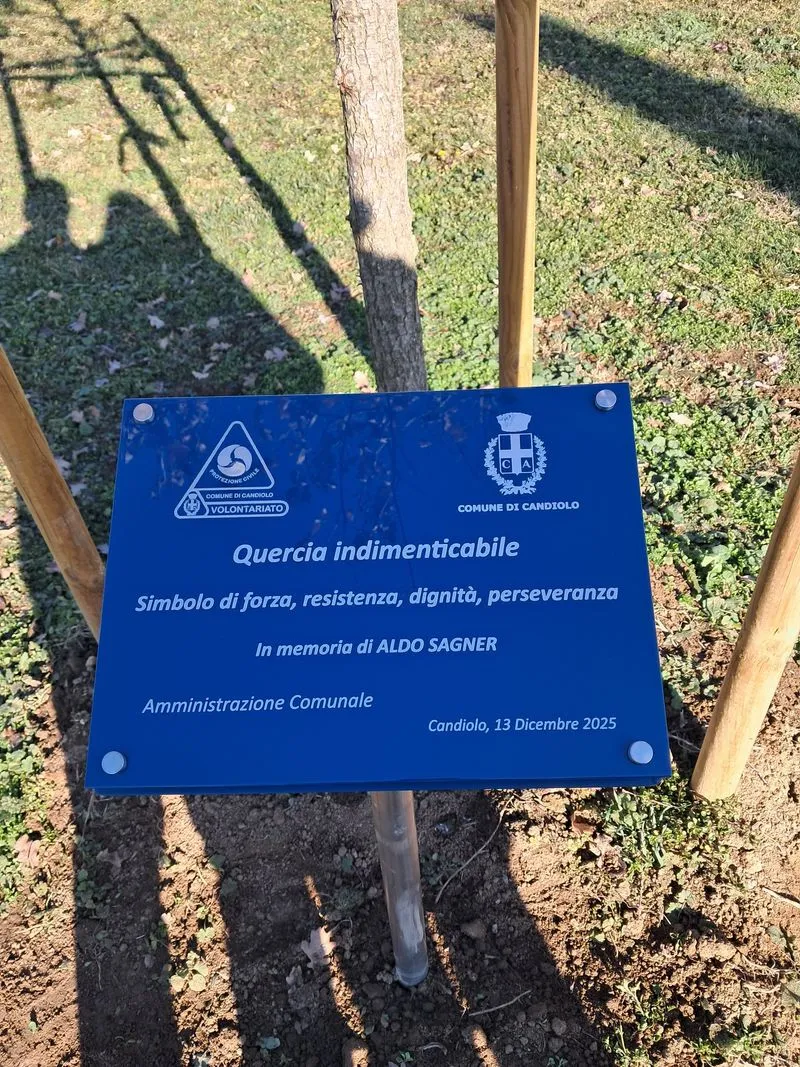 PROTEZIONE CIVILE
COMUNE DI CANDIOLO
VOLONTARIATO
C A
COMUNE DI CANDIOLO
Quercia indimenticabile
Simbolo di forza, resistenza, dignità, perseveranza
In memoria di ALDO SAGNER
Amministrazione Comunale
Candiolo, 13 Dicembre 2025